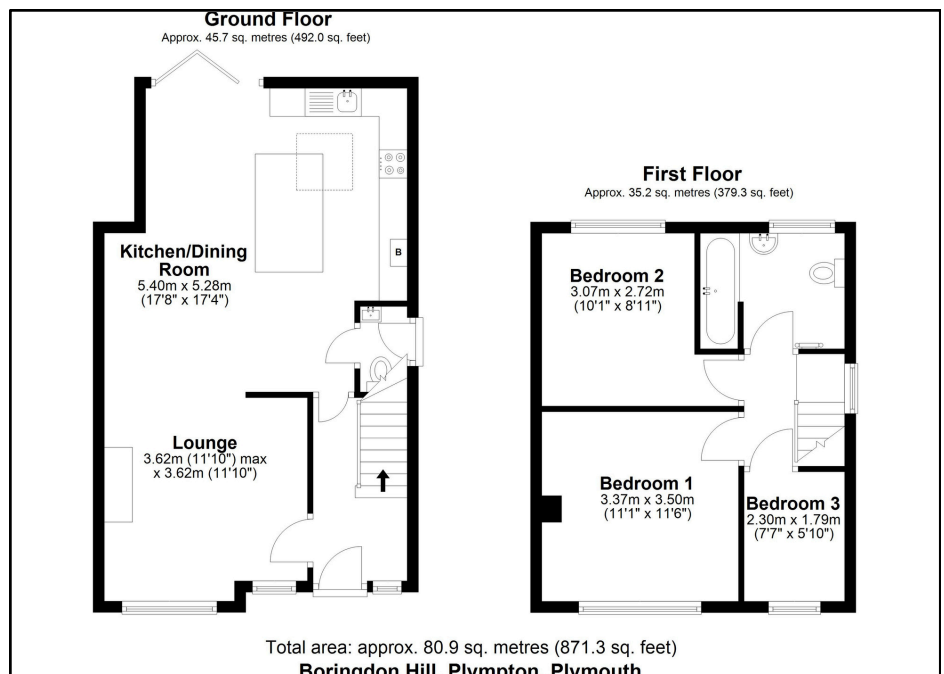 Ground Floor
Approx. 45.7 sq. metres (492.0 sq. feet)
First Floor
Approx. 35.2 sq. metres (379.3 sq. feet)
Kitchen/Dining
Room
5.40m x 5.28m
(17'8" x 17'4")
B
Bedroom 2
3.07m x 2.72m
(10'1" x 8'11")
Lounge
3.62m (11'10") max
x 3.62m (11'10")
Bedroom 1
3.37m x 3.50m
(11'1" x 11'6")
Bedroom 3
2.30m x 1.79m
(7'7" x 5'10")
Total area: approx. 80.9 sq. metres (871.3 sq. feet)
Boringdon Hill, Plympton, Plymouth